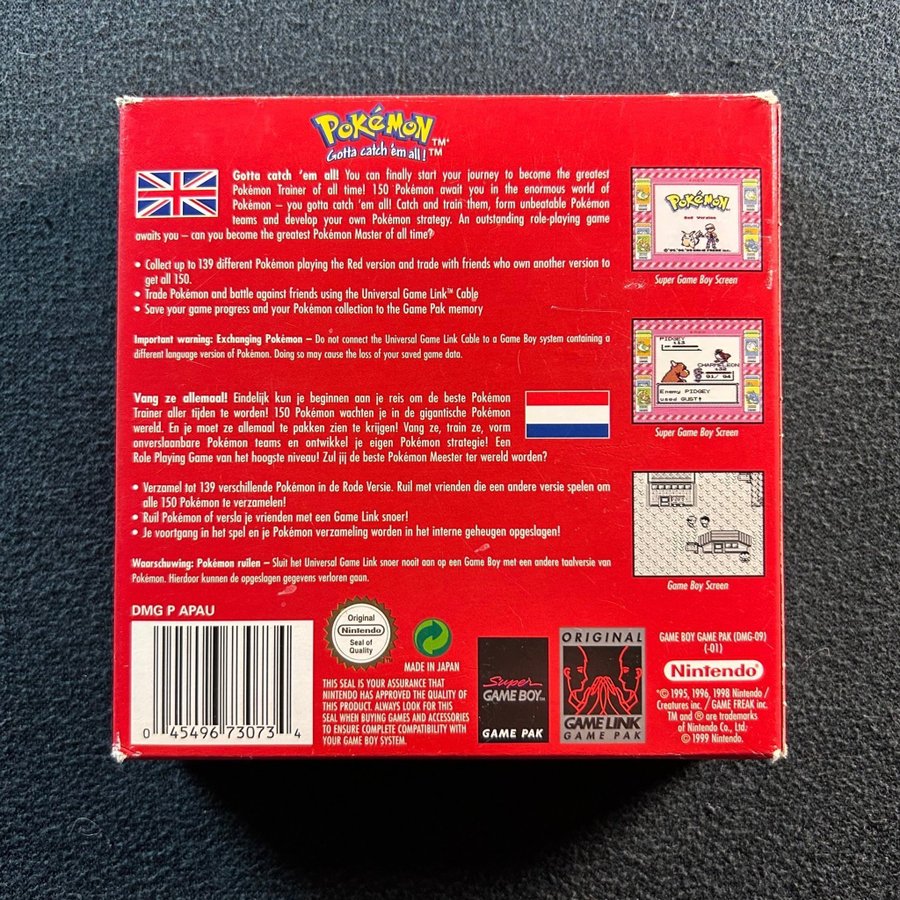 POKéMON™
Gotta catch 'em all!™
Gotta catch 'em all! You can finally start your journey to become the greatest
Pokémon Trainer of all time! 150 Pokémon await you in the enormous world of
Pokémon – you gotta catch 'em all! Catch and train them, form unbeatable Pokémon
teams and develop your own Pokémon strategy. An outstanding role-playing game
awaits you – can you become the greatest Pokémon Master of all time?
• Collect up to 139 different Pokémon playing the Red version and trade with friends who own another version to
get all 150.
• Trade Pokémon and battle against friends using the Universal Game Link™ Cable
• Save your game progress and your Pokémon collection to the Game Pak memory
Important warning: Exchanging Pokémon – Do not connect the Universal Game Link Cable to a Game Boy system containing a
different language version of Pokémon. Doing so may cause the loss of your saved game data.
Vang ze allemaal! Eindelijk kun je beginnen aan je reis om de beste Pokémon
Trainer aller tijden te worden! 150 Pokémon wachten je in de gigantische Pokémon
wereld. En je moet ze allemaal te pakken zien te krijgen! Vang ze, train ze, vorm
onverslaanbare Pokémon teams en ontwikkel je eigen Pokémon strategie! Een
Role Playing Game van het hoogste niveau! Zul jij de beste Pokémon Meester ter wereld worden?
• Verzamel tot 139 verschillende Pokémon in de Rode Versie. Ruil met vrienden die een andere versie spelen om
alle 150 Pokémon te verzamelen!
• Ruil Pokémon of versla je vrienden met een Game Link snoer!
• Je voortgang in het spel en je Pokémon verzameling worden in het interne geheugen opgeslagen!
Waarschuwing: Pokémon ruilen – Sluit het Universal Game Link snoer nooit aan op een Game Boy met een andere taalversie van
Pokémon. Hierdoor kunnen de opgeslagen gegevens verloren gaan.
POKéMON
Red Version
Super Game Boy Screen
PIDGEY
CHARMELEON
Enemy PIDGEY
used GUST!
Super Game Boy Screen
Game Boy Screen
DMG P APAU
0 45496 73073 4
Original
Nintendo
Seal of
Quality
MADE IN JAPAN
THIS SEAL IS YOUR ASSURANCE THAT
NINTENDO HAS APPROVED THE QUALITY OF
THIS PRODUCT. ALWAYS LOOK FOR THIS
SEAL WHEN BUYING GAMES AND ACCESSORIES
TO ENSURE COMPLETE COMPATIBILITY WITH
YOUR GAME BOY SYSTEM.
Super
GAME BOY™
GAME PAK
ORIGINAL
GAME LINK
GAME PAK
GAME BOY GAME PAK (DMG-09)
(-01)
Nintendo®
©1995, 1996, 1998 Nintendo /
Creatures inc. / GAME FREAK inc.
TM and ® are trademarks
of Nintendo Co., Ltd.
© 1999 Nintendo.